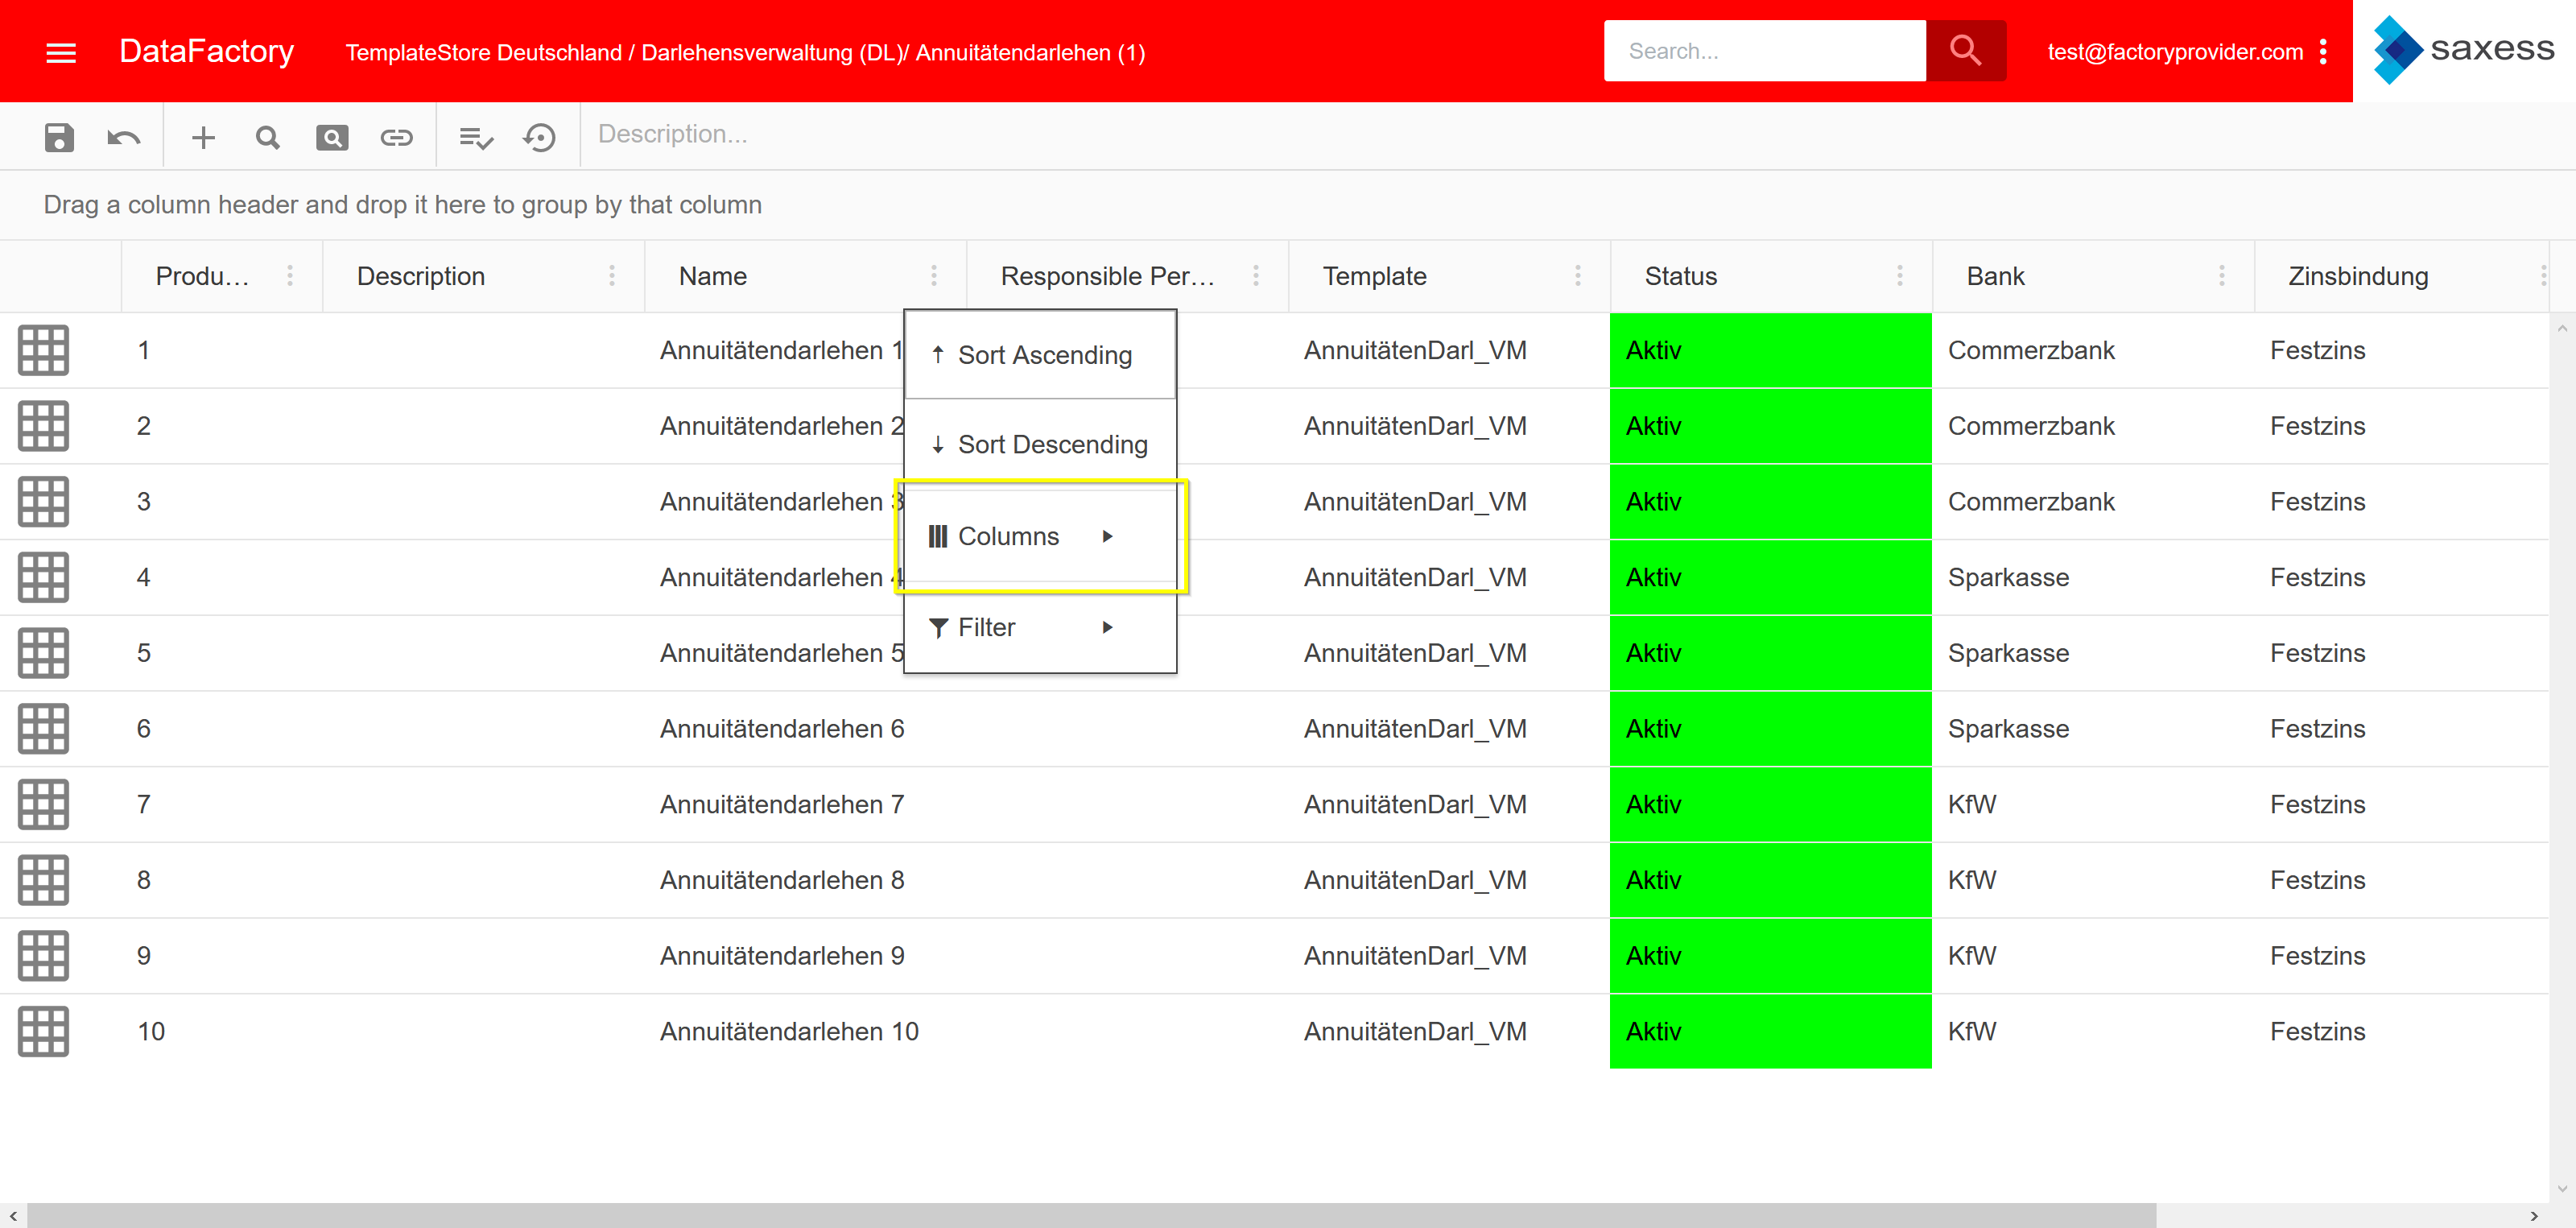 DataFactory TemplateStore Deutschland / Darlehensverwaltung (DL)/ Annuitätendarlehen (1) Search... test@factoryprovider.com saxess
Description...
Drag a column header and drop it here to group by that column
Produ... Description Name Responsible Per... Template Status Bank Zinsbindung
1 Annuitätendarlehen 1 AnnuitätenDarl_VM Aktiv Commerzbank Festzins
Sort Ascending
2 Annuitätendarlehen 2 AnnuitätenDarl_VM Aktiv Commerzbank Festzins
Sort Descending
3 Annuitätendarlehen 3 AnnuitätenDarl_VM Aktiv Commerzbank Festzins
Columns
4 Annuitätendarlehen 4 AnnuitätenDarl_VM Aktiv Sparkasse Festzins
Filter
5 Annuitätendarlehen 5 AnnuitätenDarl_VM Aktiv Sparkasse Festzins
6 Annuitätendarlehen 6 AnnuitätenDarl_VM Aktiv Sparkasse Festzins
7 Annuitätendarlehen 7 AnnuitätenDarl_VM Aktiv KfW Festzins
8 Annuitätendarlehen 8 AnnuitätenDarl_VM Aktiv KfW Festzins
9 Annuitätendarlehen 9 AnnuitätenDarl_VM Aktiv KfW Festzins
10 Annuitätendarlehen 10 AnnuitätenDarl_VM Aktiv KfW Festzins